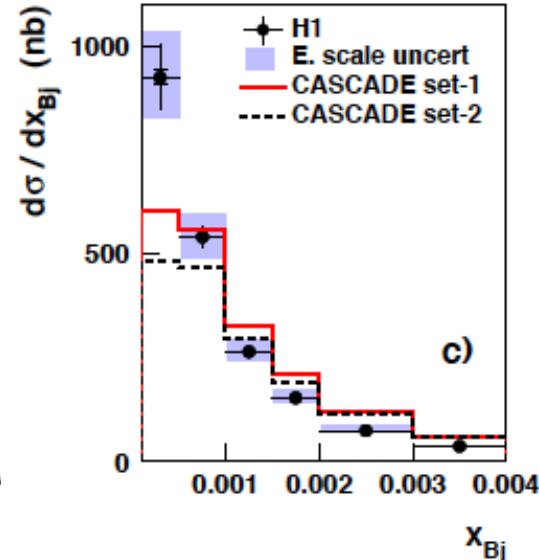 dσ / dx_Bj (nb)
1000
500
0
H1
E. scale uncert
CASCADE set-1
CASCADE set-2
c)
0.001 0.002 0.003 0.004
x_Bj